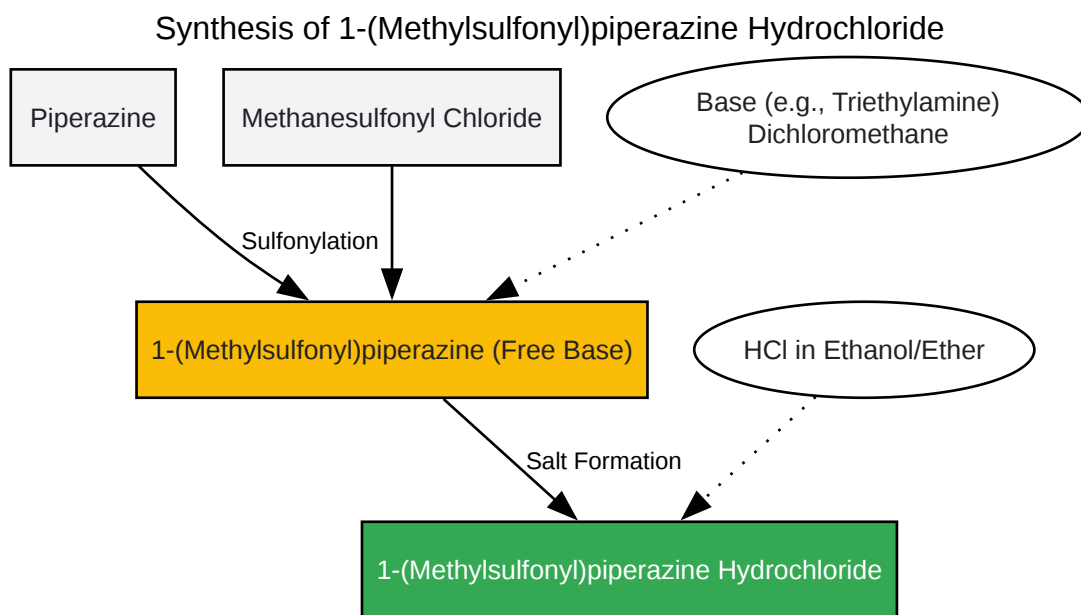 Synthesis of 1-(Methylsulfonyl)piperazine Hydrochloride
Piperazine
Methanesulfonyl Chloride
Base (e.g., Triethylamine)
Dichloromethane
Sulfonylation
1-(Methylsulfonyl)piperazine (Free Base)
HCl in Ethanol/Ether
Salt Formation
1-(Methylsulfonyl)piperazine Hydrochloride